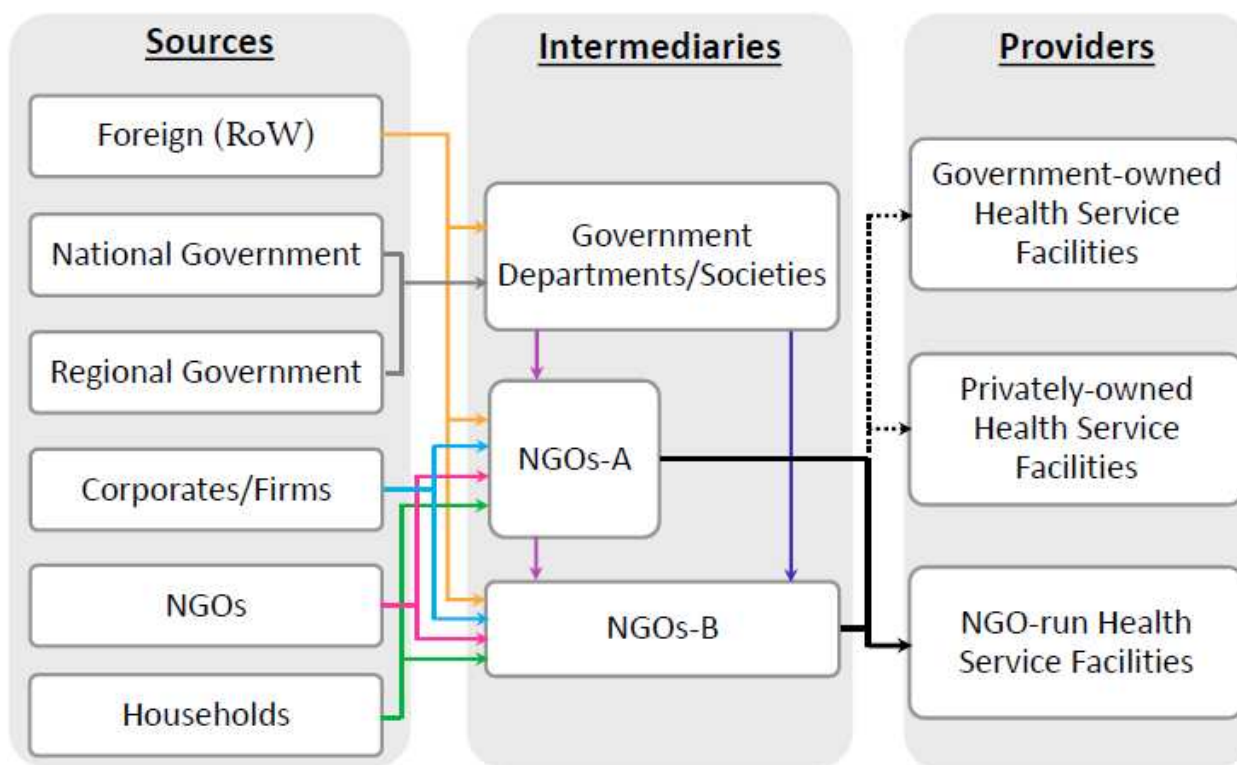 Sources
Foreign (RoW)
National Government
Regional Government
Corporates/Firms
NGOs
Households
Intermediaries
Government
Departments/Societies
NGOs-A
NGOs-B
Providers
Government-owned
Health Service
Facilities
Privately-owned
Health Service
Facilities
NGO-run Health
Service Facilities